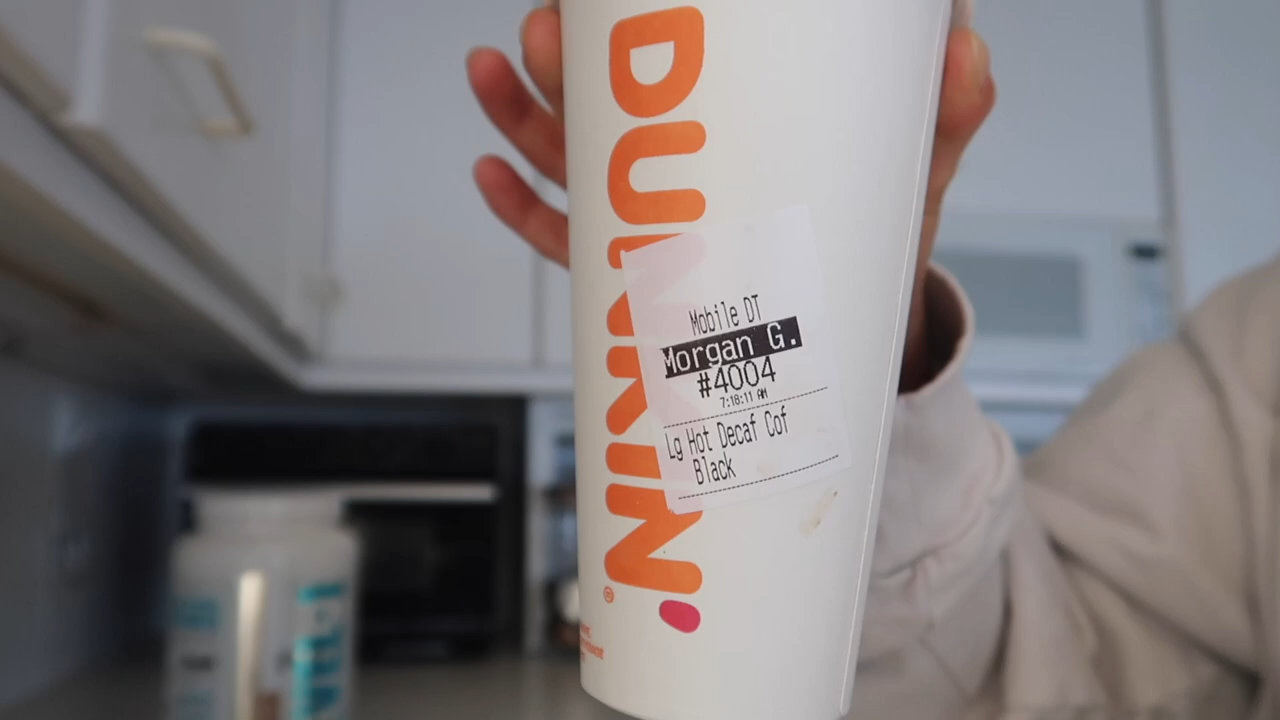 DUNKIN'
®
Mobile DT
Morgan G.
#4004
7:18:11 AM
Lg Hot Decaf Cof
Black